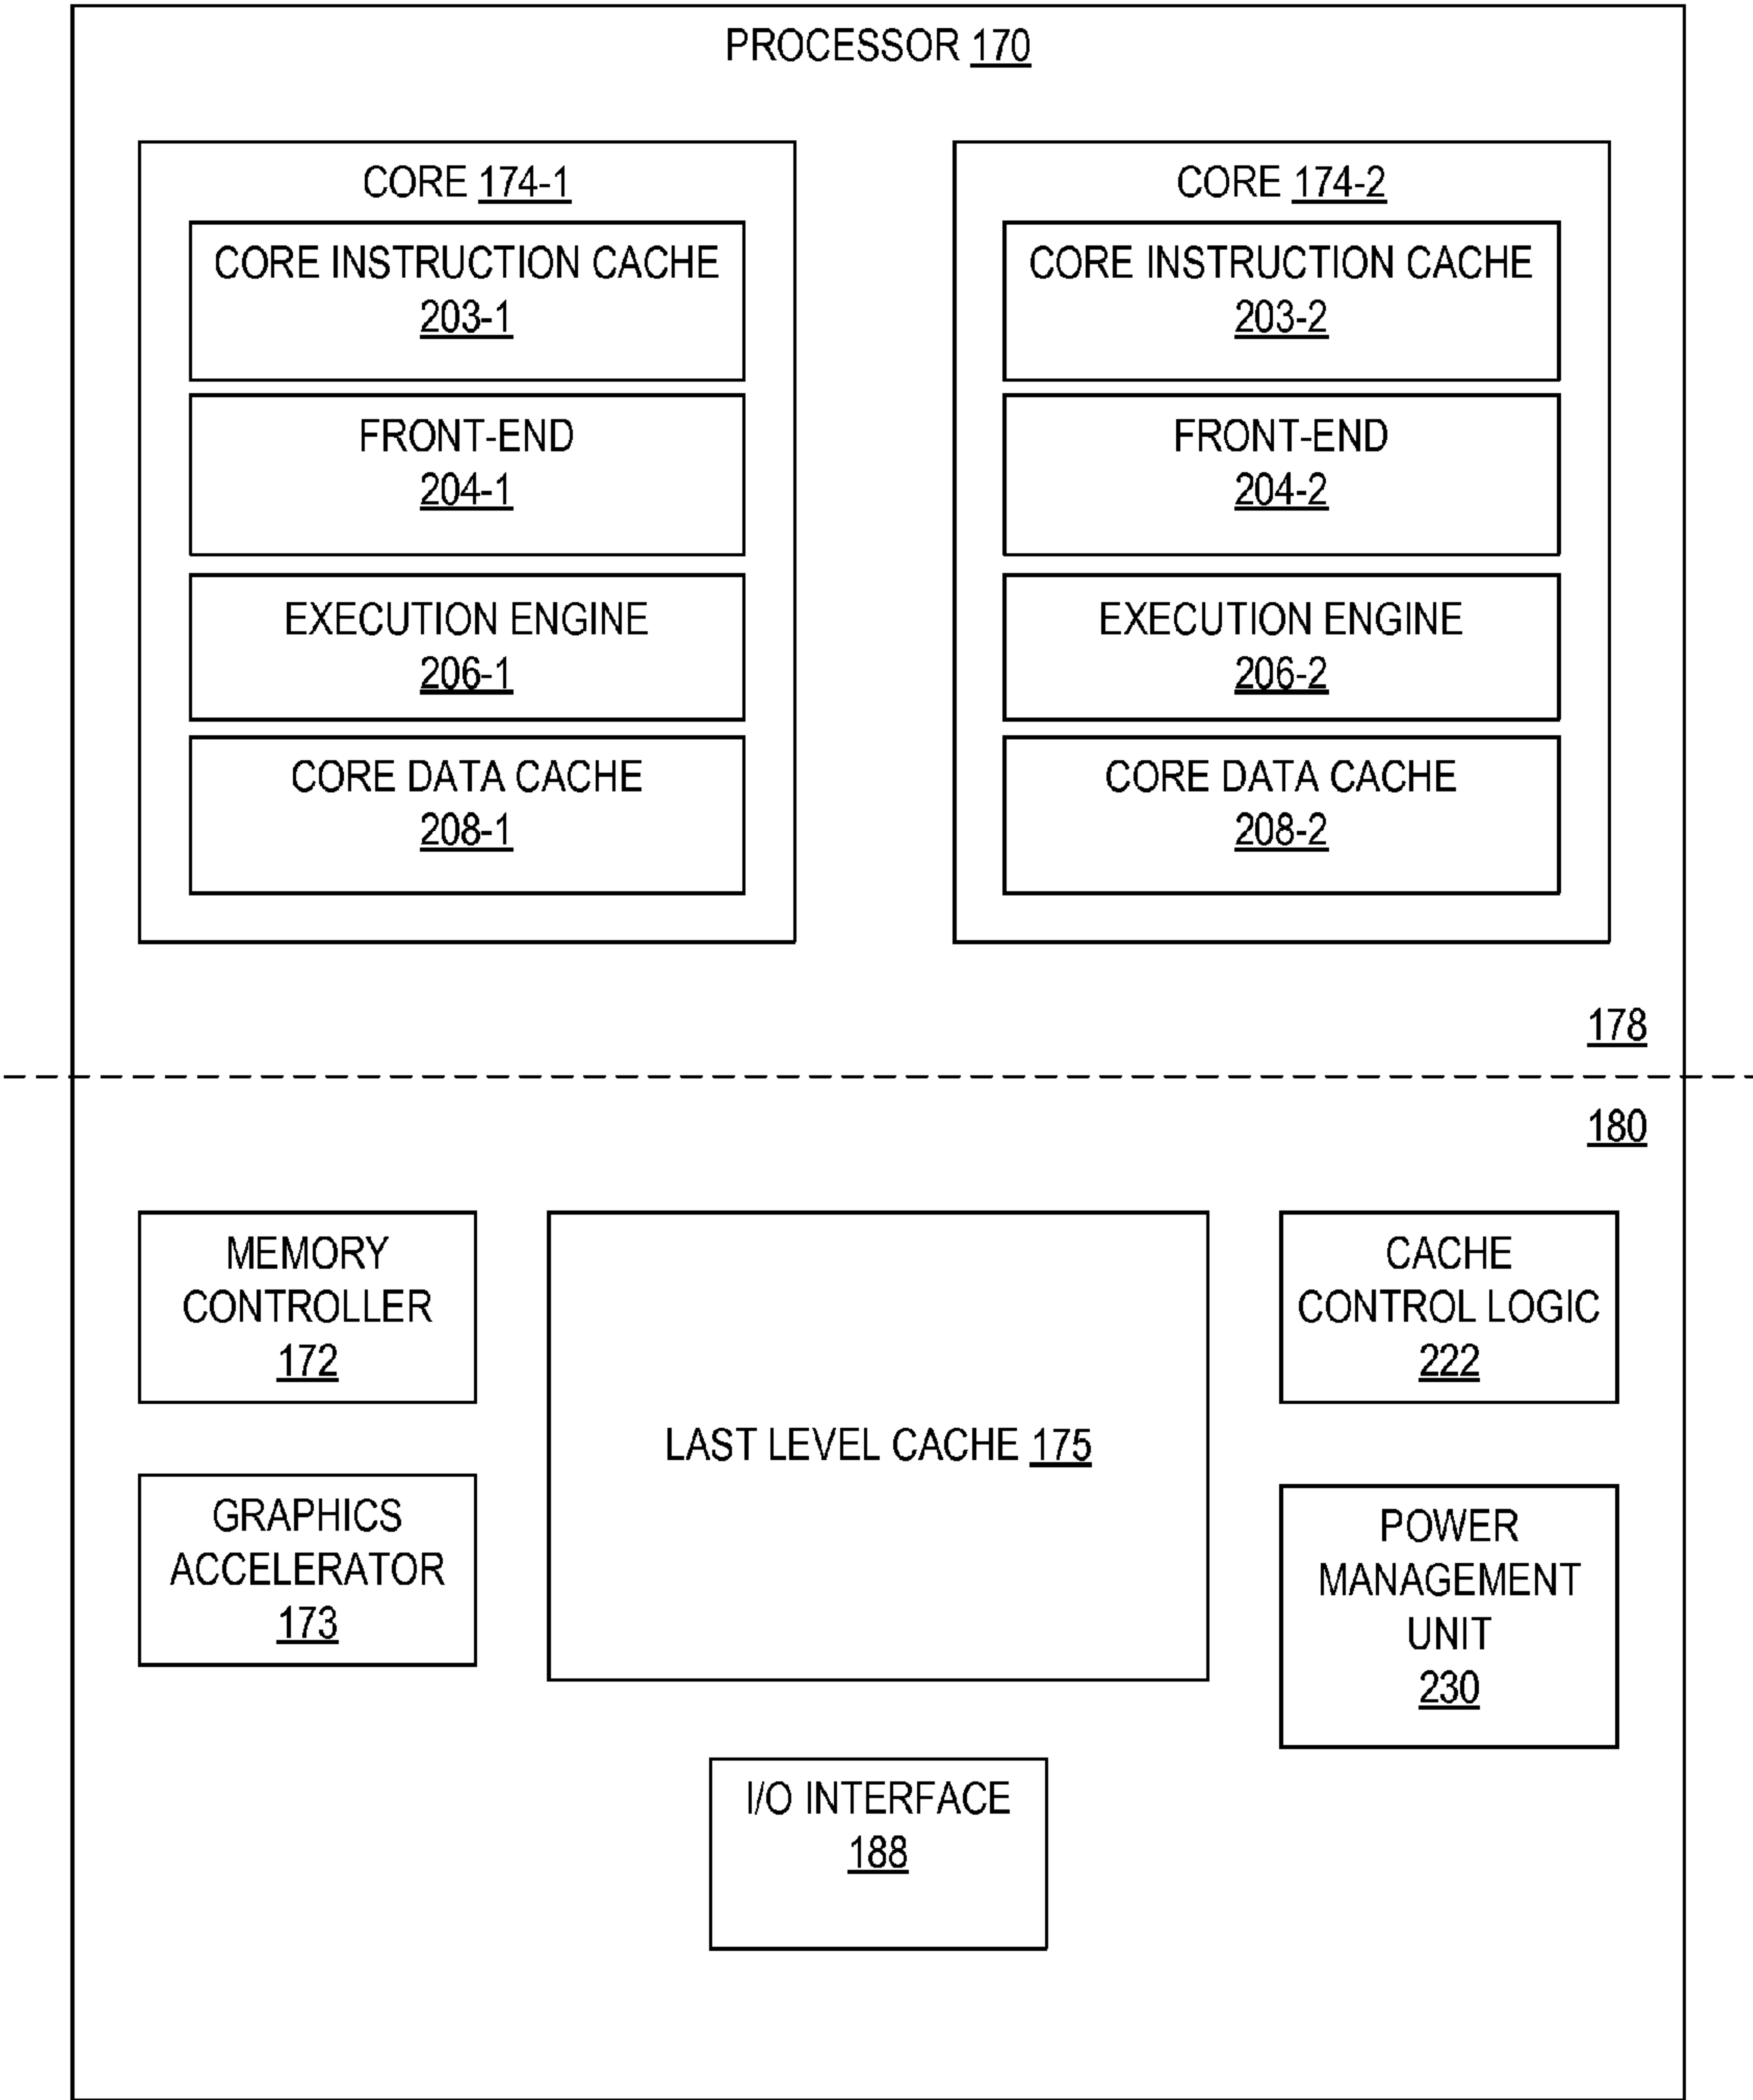 PROCESSOR 170
CORE 174-1
CORE INSTRUCTION CACHE
203-1
FRONT-END
204-1
EXECUTION ENGINE
206-1
CORE DATA CACHE
208-1
CORE 174-2
CORE INSTRUCTION CACHE
203-2
FRONT-END
204-2
EXECUTION ENGINE
206-2
CORE DATA CACHE
208-2
178
180
MEMORY
CONTROLLER
172
GRAPHICS
ACCELERATOR
173
LAST LEVEL CACHE 175
CACHE
CONTROL LOGIC
222
POWER
MANAGEMENT
UNIT
230
I/O INTERFACE
188